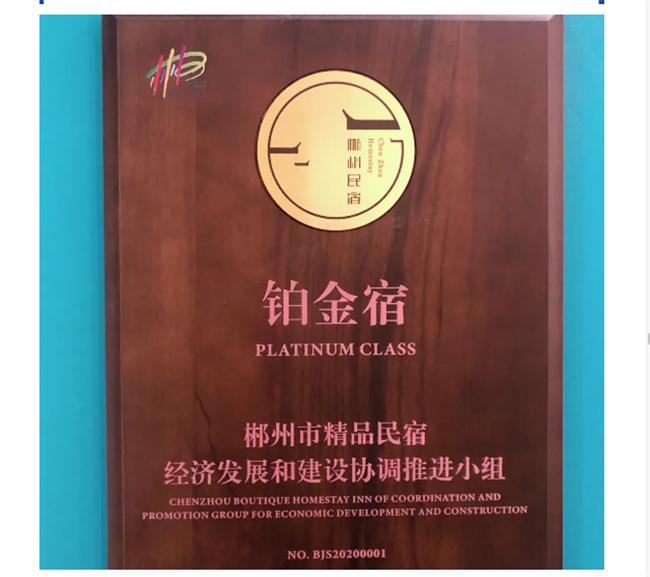 郴州民宿
Chen Zhou
Homestay
铂金宿
PLATINUM CLASS
郴州市精品民宿
经济发展和建设协调推进小组
CHENZHOU BOUTIQUE HOMESTAY INN OF COORDINATION AND
PROMOTION GROUP FOR ECONOMIC DEVELOPMENT AND CONSTRUCTION
NO. BJS20200001